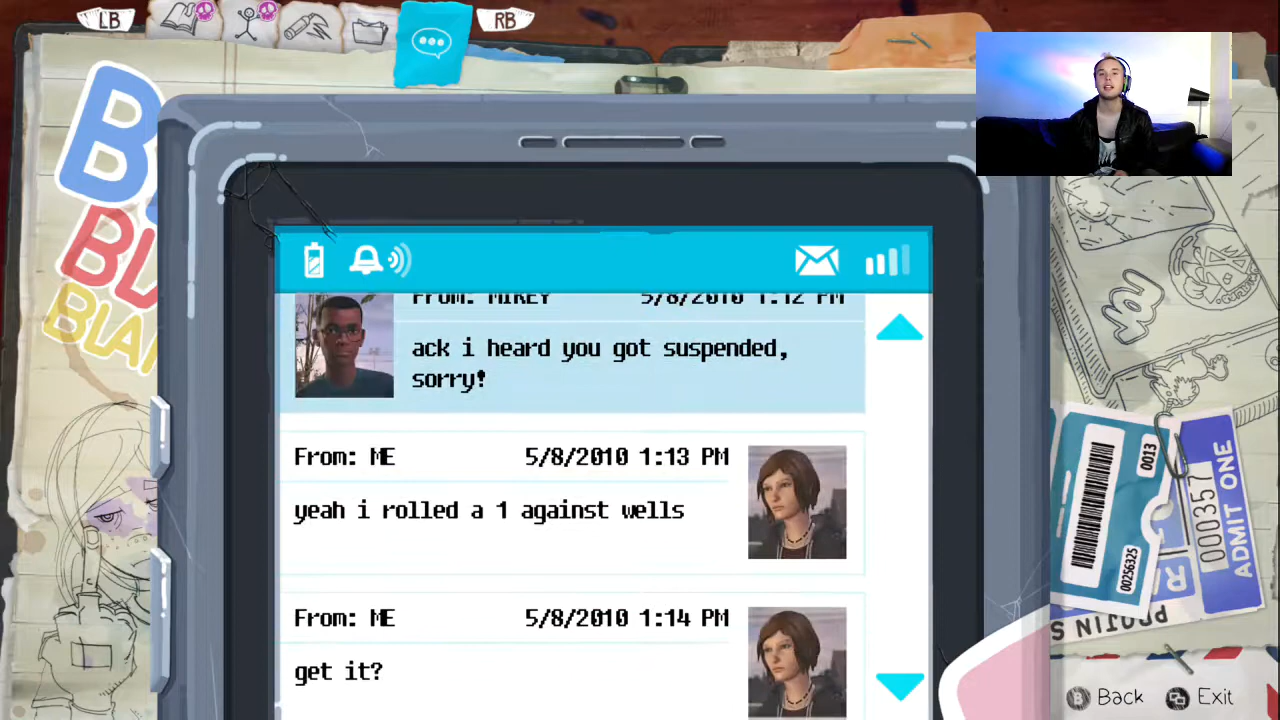 LB
RB
From: MIKEY 5/8/2010 1:12 PM
ack i heard you got suspended,
sorry!
From: ME 5/8/2010 1:13 PM
yeah i rolled a 1 against wells
From: ME 5/8/2010 1:14 PM
get it?
0013
00256325
000357
ADMIT ONE
Back
Exit